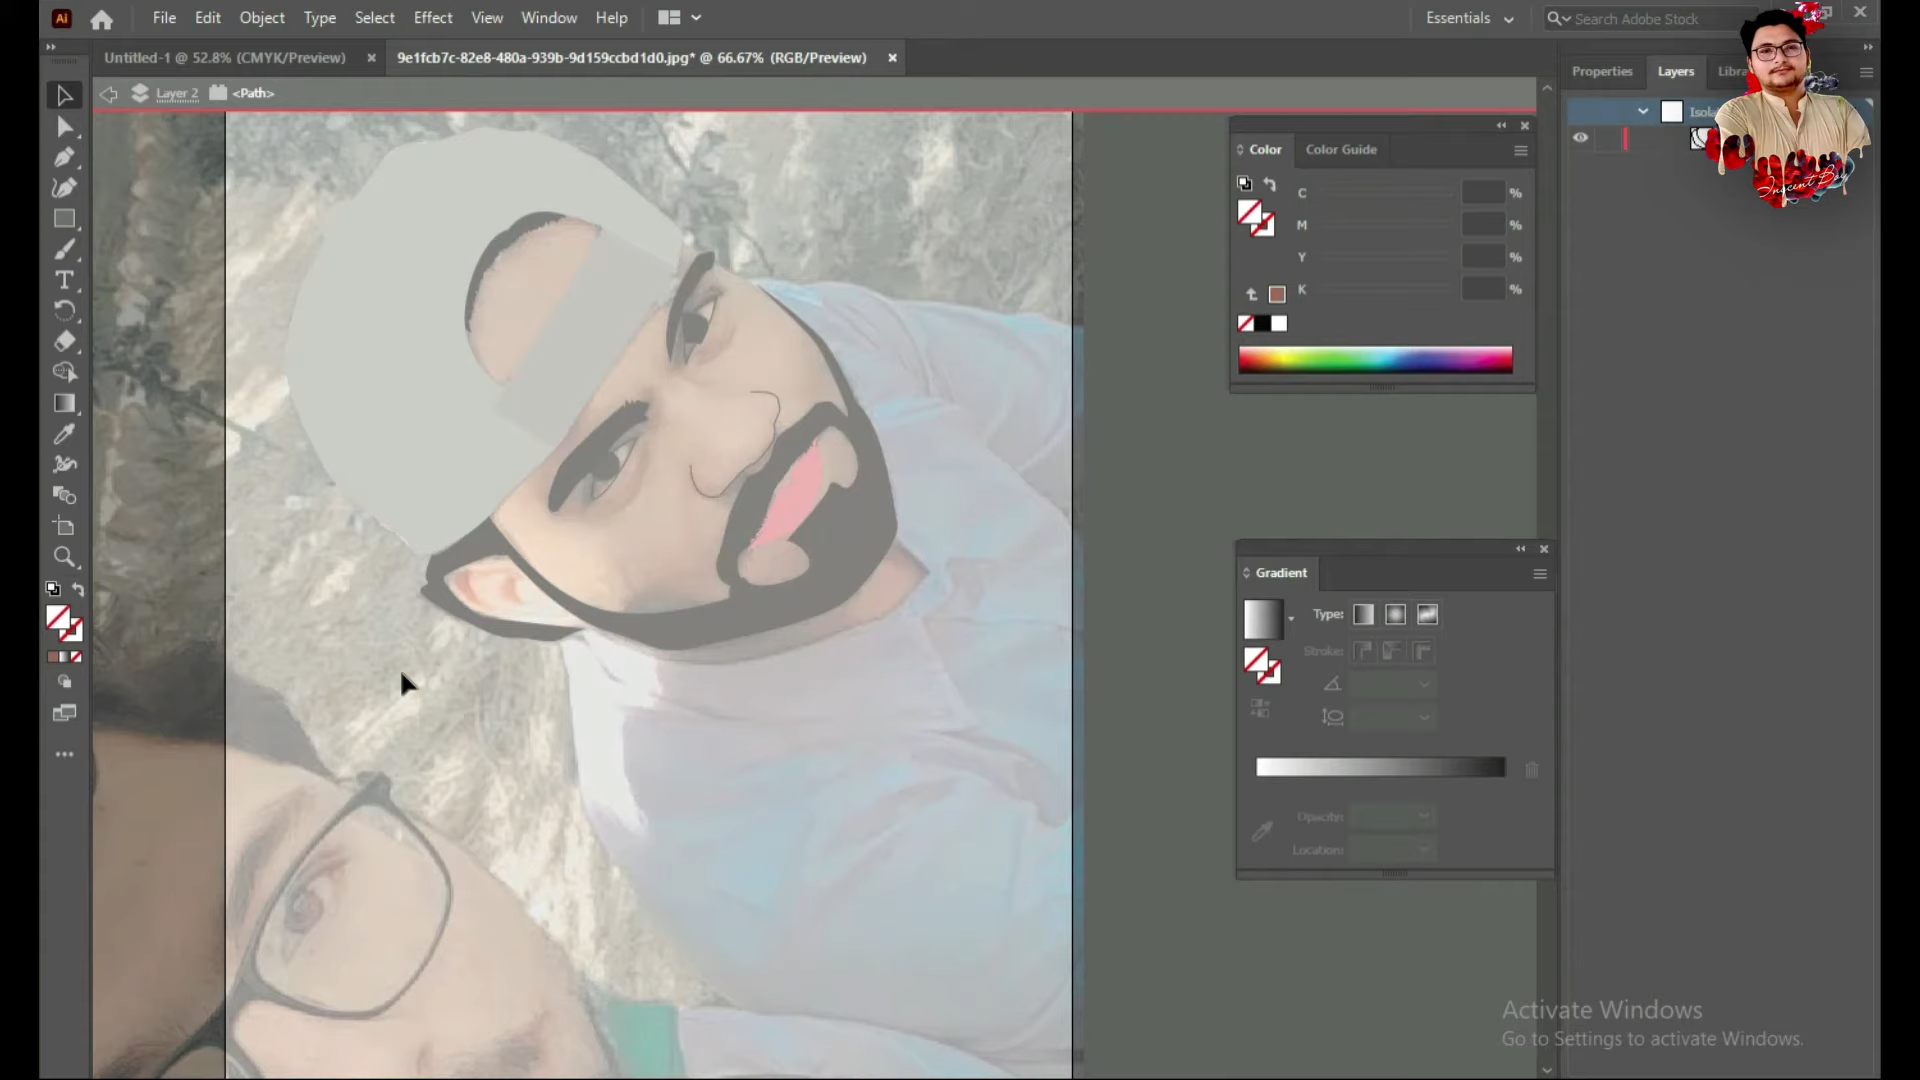 Ai File Edit Object Type Select Effect View Window Help Essentials Search Adobe Stock
Untitled-1 @ 52.8% (CMYK/Preview) × 9e1fcb7c-82e8-480a-939b-9d159ccbd1d0.jpg* @ 66.67% (RGB/Preview) ×
Properties Layers
Layer 2 <Path>
Color Color Guide
C %
M %
Y %
K %
Gradient
Type:
Stroke:
Opacity:
Location:
Activate Windows
Go to Settings to activate Windows.